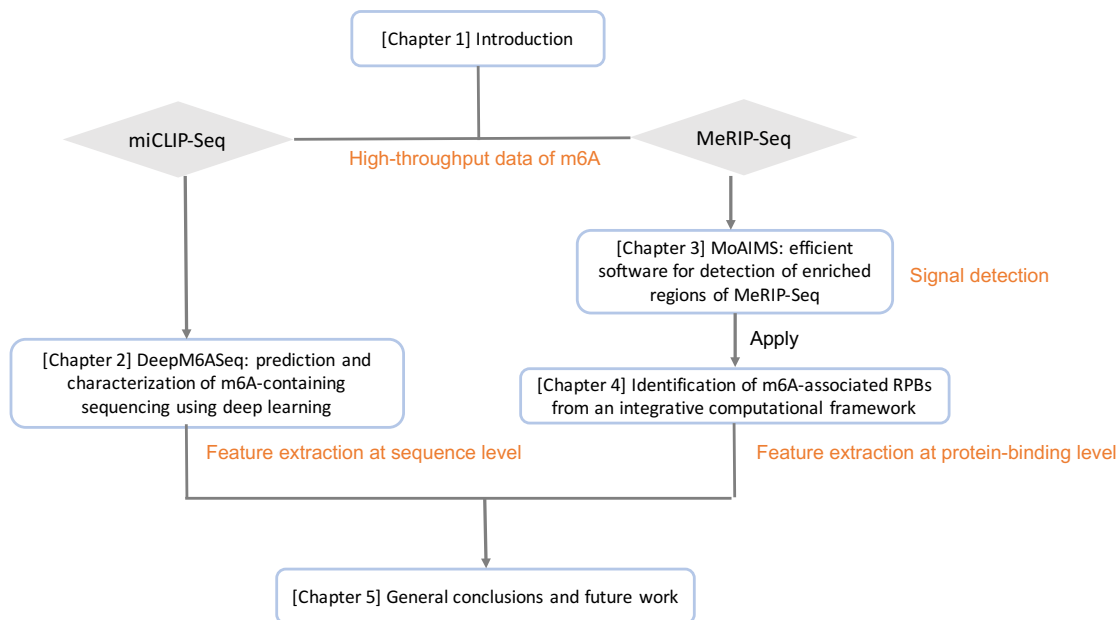 [Chapter 1] Introduction
miCLIP-Seq
MeRIP-Seq
High-throughput data of m6A
[Chapter 3] MoAIMS: efficient
software for detection of enriched
regions of MeRIP-Seq
Signal detection
Apply
[Chapter 2] DeepM6ASeq: prediction and
characterization of m6A-containing
sequencing using deep learning
[Chapter 4] Identification of m6A-associated RPBs
from an integrative computational framework
Feature extraction at sequence level
Feature extraction at protein-binding level
[Chapter 5] General conclusions and future work